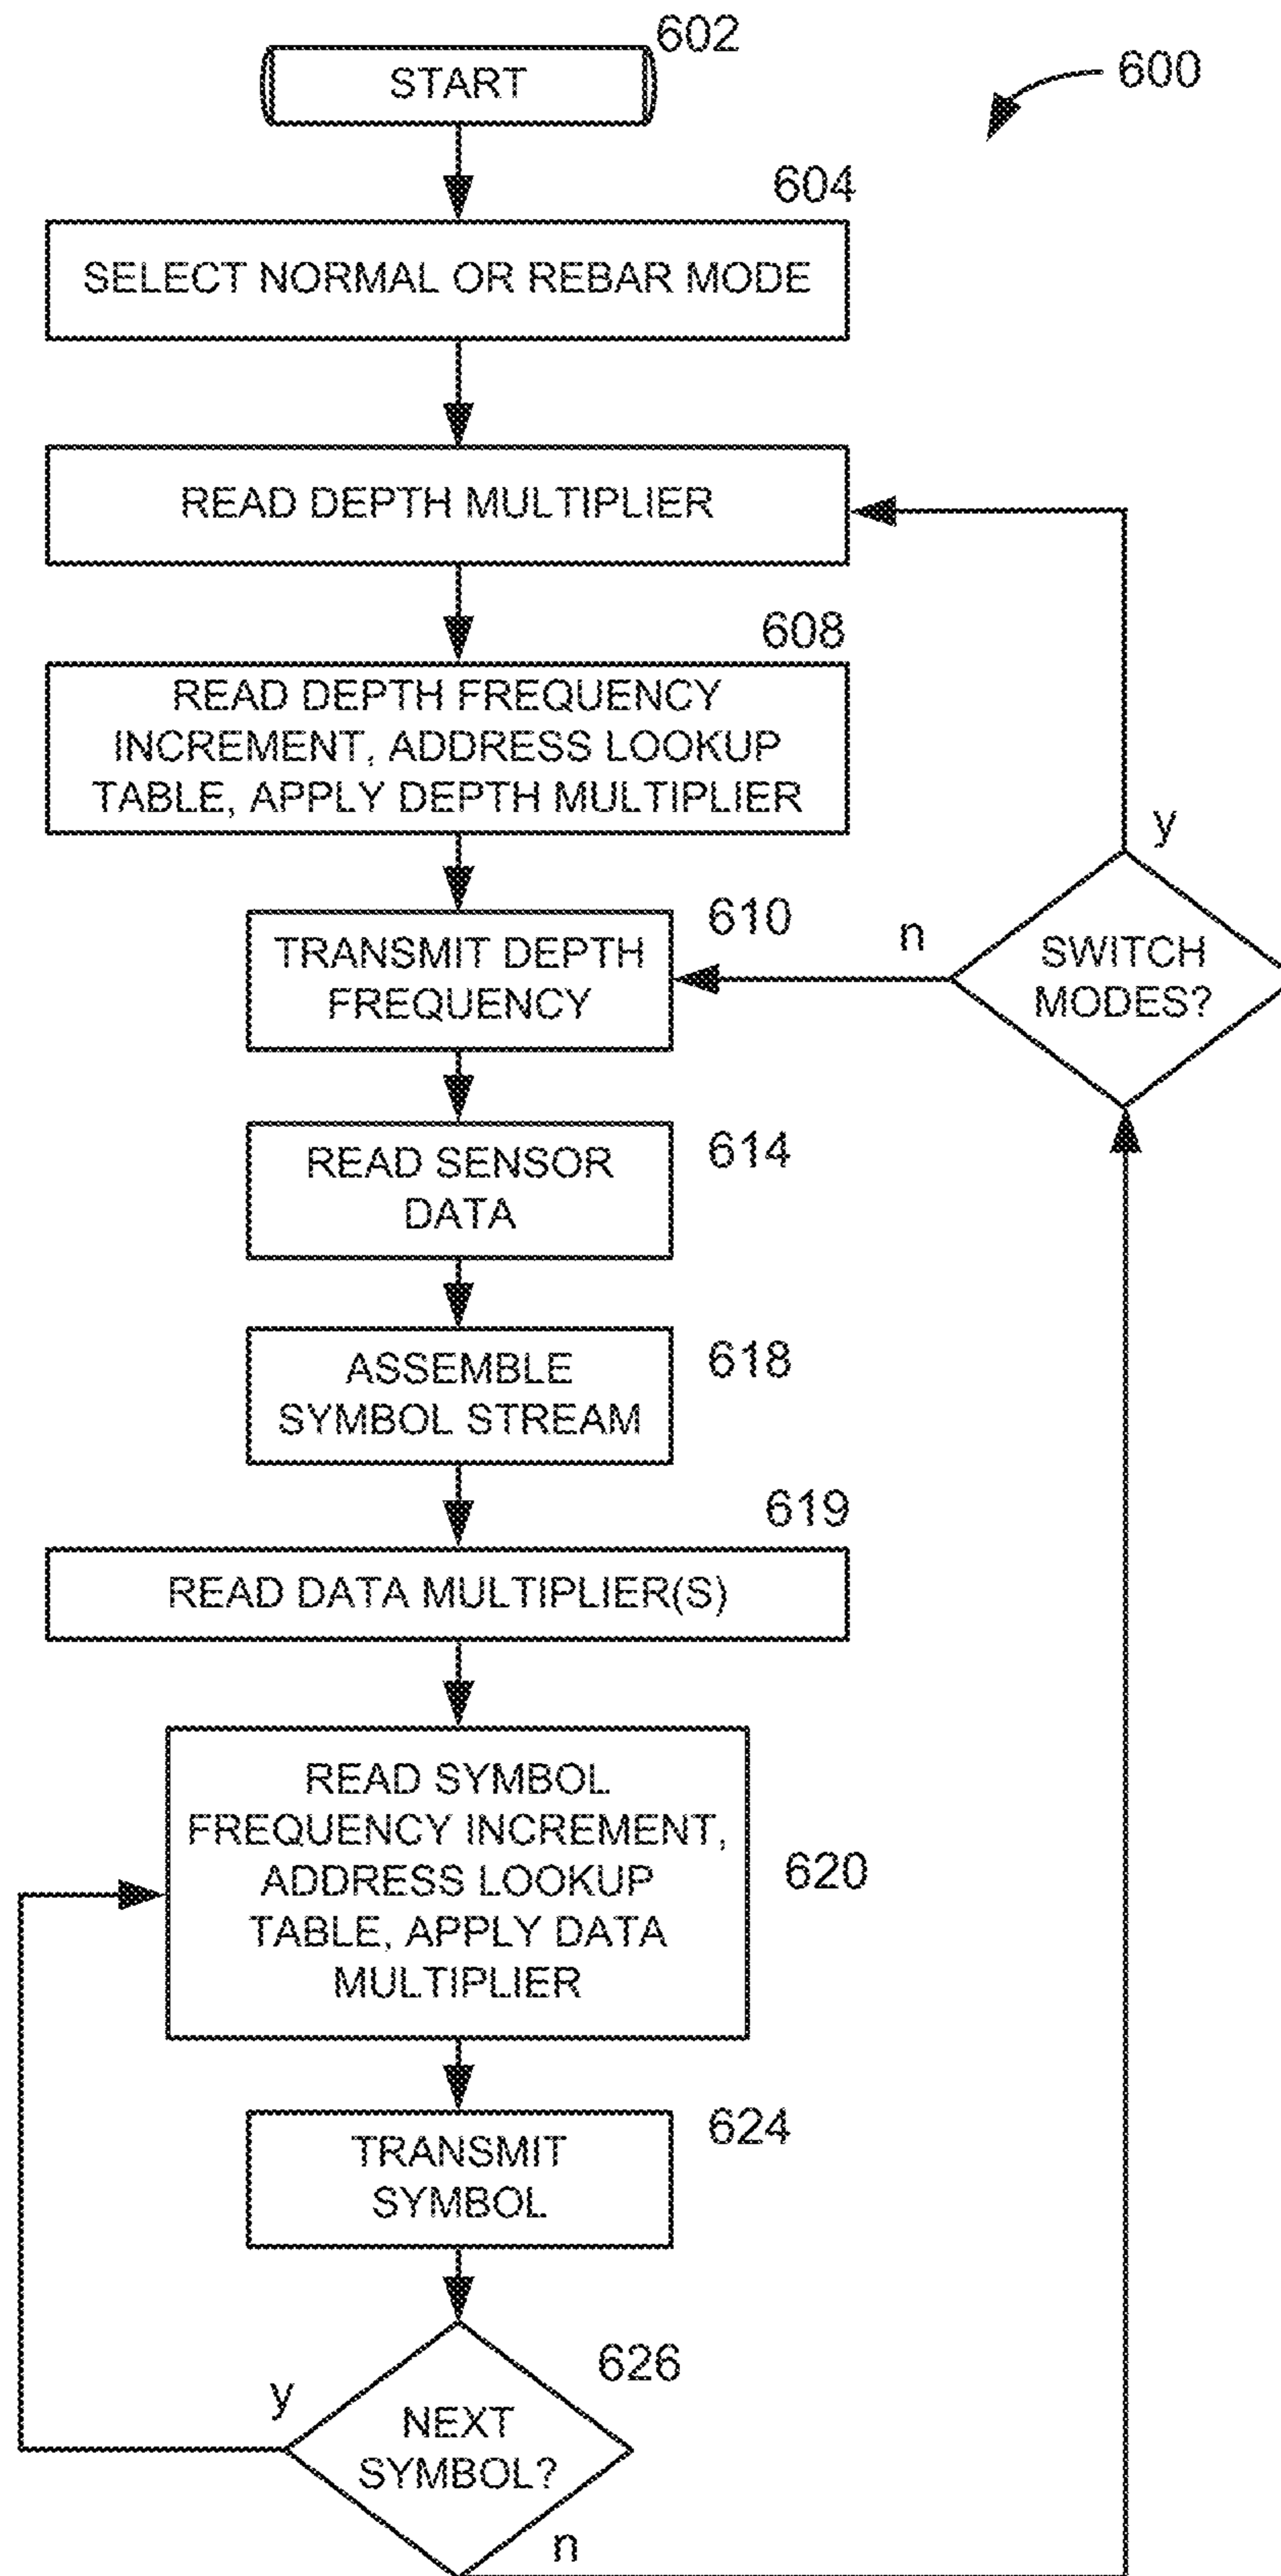 602
START
600
604
SELECT NORMAL OR REBAR MODE
READ DEPTH MULTIPLIER
608
READ DEPTH FREQUENCY
INCREMENT, ADDRESS LOOKUP
TABLE, APPLY DEPTH MULTIPLIER
y
610
n
TRANSMIT DEPTH
FREQUENCY
SWITCH
MODES?
614
READ SENSOR
DATA
618
ASSEMBLE
SYMBOL STREAM
619
READ DATA MULTIPLIER(S)
READ SYMBOL
FREQUENCY INCREMENT,
ADDRESS LOOKUP
TABLE, APPLY DATA
MULTIPLIER
620
624
TRANSMIT
SYMBOL
626
y
NEXT
SYMBOL?
n